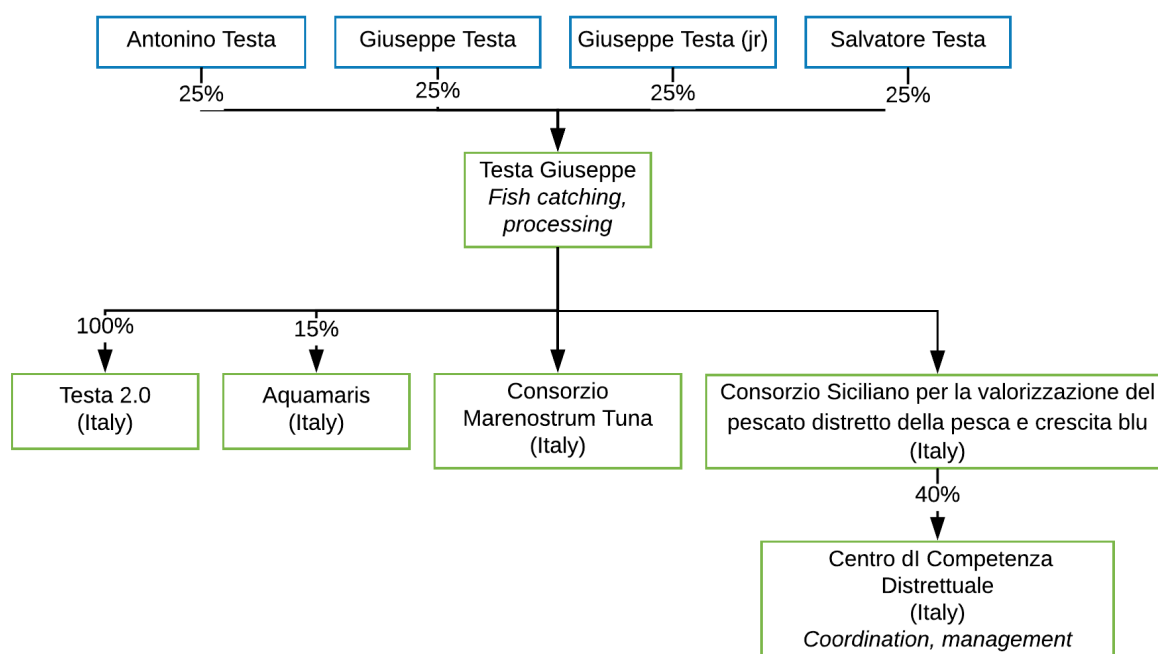 Antonino Testa
Giuseppe Testa
Giuseppe Testa (jr)
Salvatore Testa
25%
25%
25%
25%
Testa Giuseppe
Fish catching,
processing
100%
15%
Testa 2.0
(Italy)
Aquamaris
(Italy)
Consorzio
Marenostrum Tuna
(Italy)
Consorzio Siciliano per la valorizzazione del
pescato distretto della pesca e crescita blu
(Italy)
40%
Centro dI Competenza
Distrettuale
(Italy)
Coordination, management